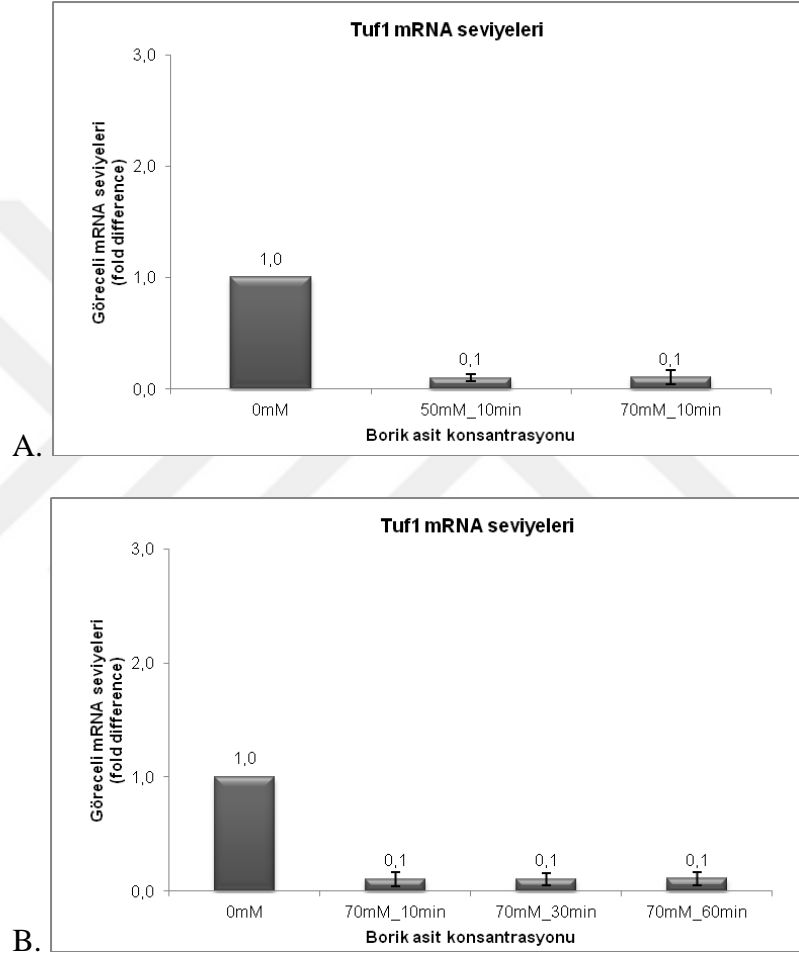 Tuf1 mRNA seviyeleri
Göreceli mRNA seviyeleri
(fold difference)
3,0
2,0
1,0
0,0
1,0
0,1
0,1
0mM
50mM_10min
70mM_10min
Borik asit konsantrasyonu
A.
Tuf1 mRNA seviyeleri
Göreceli mRNA seviyeleri
(fold difference)
3,0
2,0
1,0
0,0
1,0
0,1
0,1
0,1
0mM
70mM_10min
70mM_30min
70mM_60min
Borik asit konsantrasyonu
B.